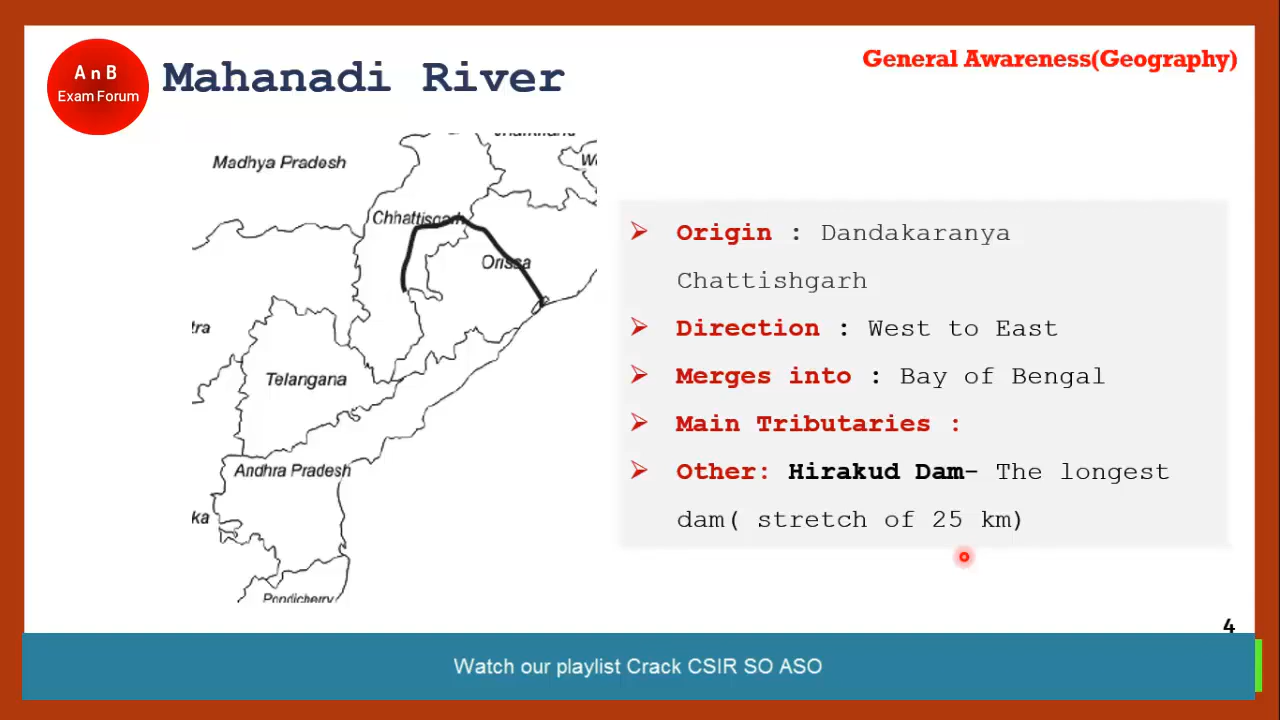 A n B
Exam Forum
Mahanadi River
General Awareness(Geography)
Madhya Pradesh
Chhattisgarh
Orissa
tra
Telangana
Andhra Pradesh
ka
Pondicherry
Origin : Dandakaranya
Chattishgarh
Direction : West to East
Merges into : Bay of Bengal
Main Tributaries :
Other: Hirakud Dam- The longest
dam( stretch of 25 km)
4
Watch our playlist Crack CSIR SO ASO